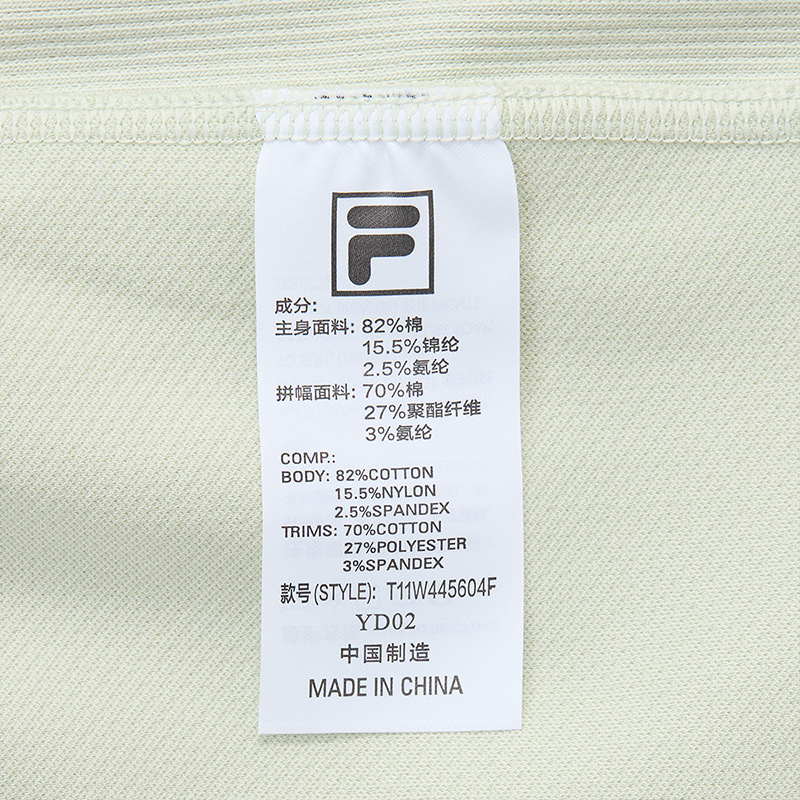 F
成分:
主身面料: 82%棉
15.5%锦纶
2.5%氨纶
拼幅面料: 70%棉
27%聚酯纤维
3%氨纶
COMP.:
BODY: 82%COTTON
15.5%NYLON
2.5%SPANDEX
TRIMS: 70%COTTON
27%POLYESTER
3%SPANDEX
款号(STYLE): T11W445604F
YD02
中国制造
MADE IN CHINA